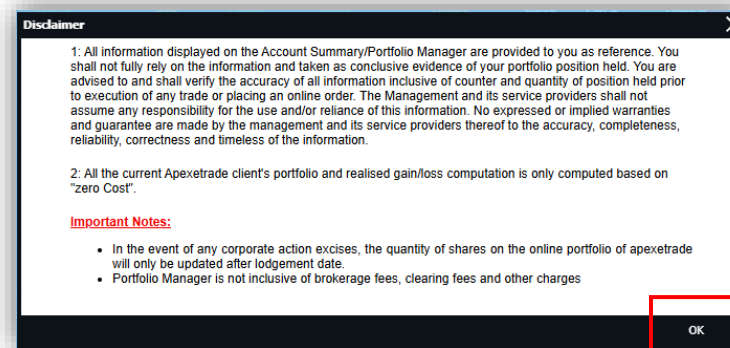 Disclaimer
1: All information displayed on the Account Summary/Portfolio Manager are provided to you as reference. You
shall not fully rely on the information and taken as conclusive evidence of your portfolio position held. You are
advised to and shall verify the accuracy of all information inclusive of counter and quantity of position held prior
to execution of any trade or placing an online order. The Management and its service providers shall not
assume any responsibility for the use and/or reliance of this information. No expressed or implied warranties
and guarantee are made by the management and its service providers thereof to the accuracy, completeness,
reliability, correctness and timeless of the information.
2: All the current Apexetrade client's portfolio and realised gain/loss computation is only computed based on
"zero Cost".
Important Notes:
• In the event of any corporate action excises, the quantity of shares on the online portfolio of apexetrade
will only be updated after lodgement date.
• Portfolio Manager is not inclusive of brokerage fees, clearing fees and other charges
OK